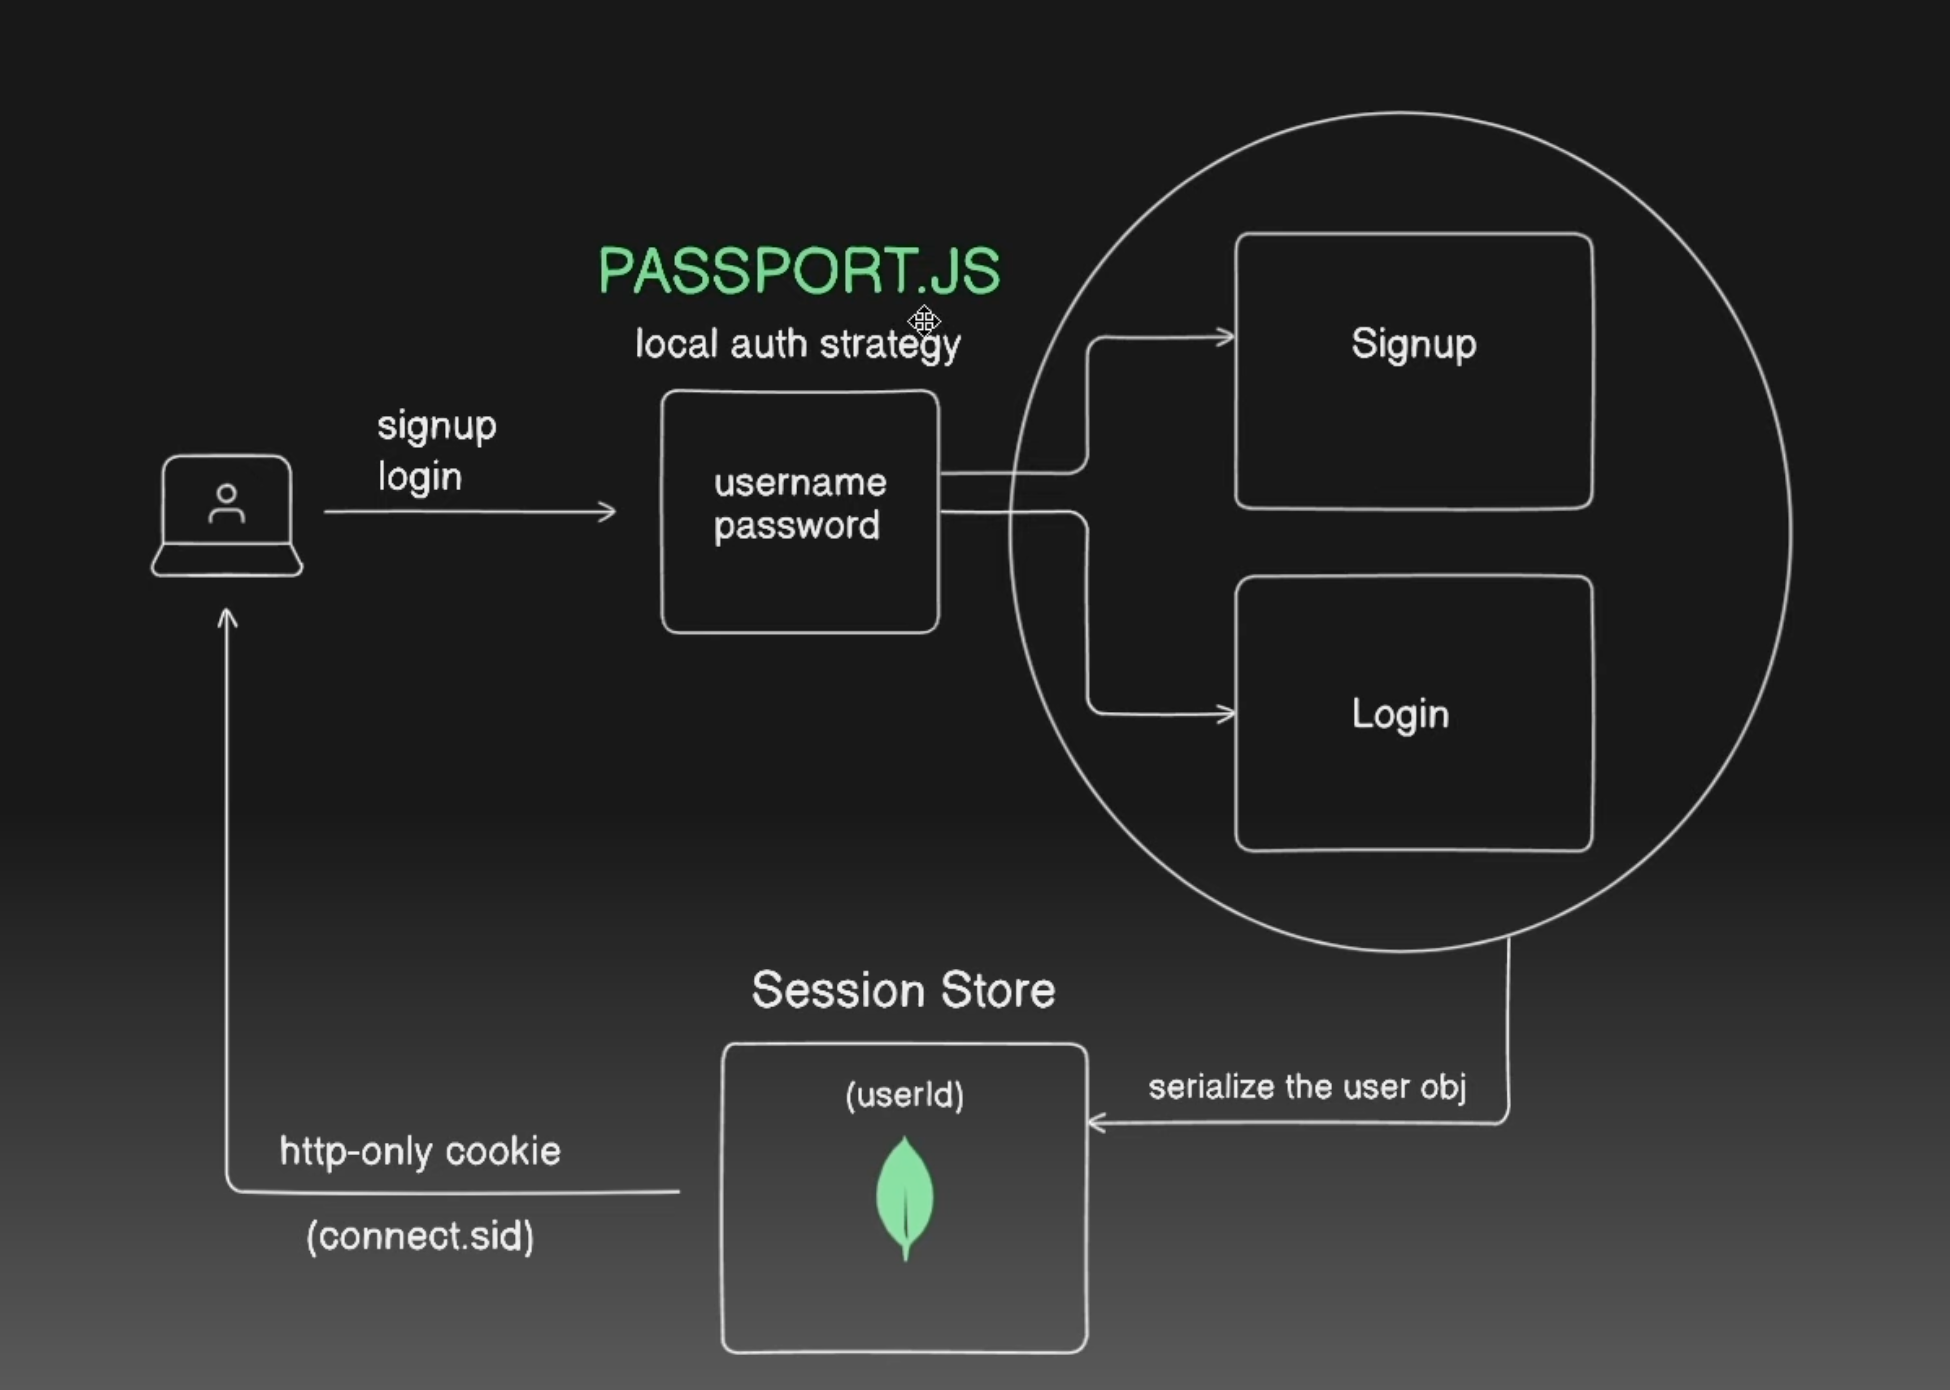 PASSPORT.JS
local auth strategy
signup
login
username
password
Signup
Login
Session Store
(userId)
serialize the user obj
http-only cookie
(connect.sid)